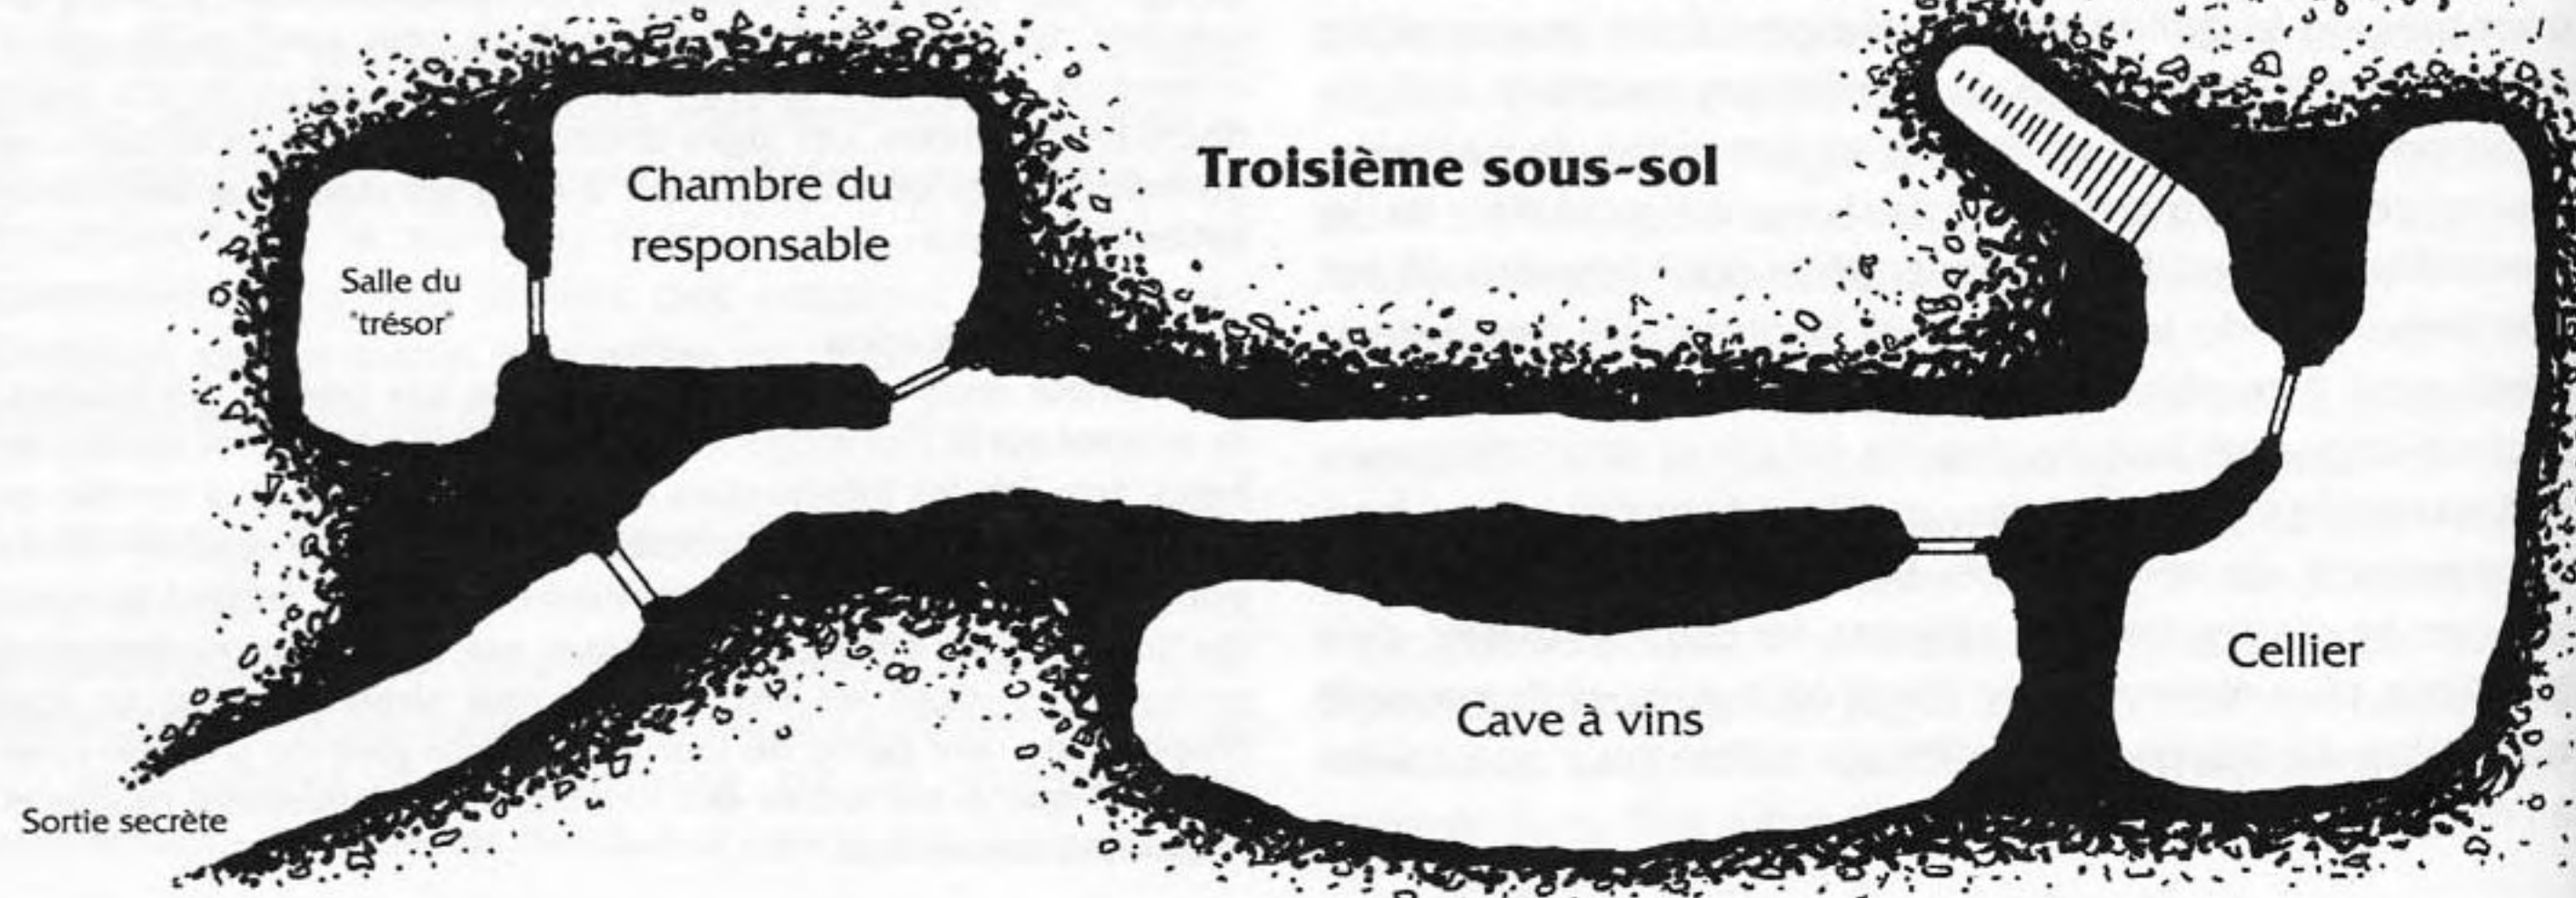 Troisième sous-sol
Chambre du
responsable
Salle du
"trésor"
Cellier
Cave à vins
Sortie secrète